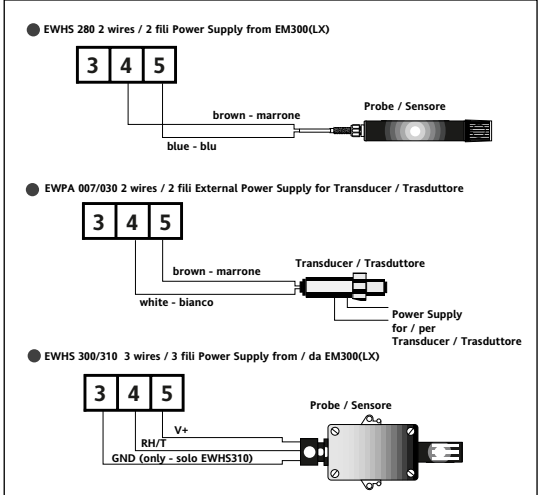 EWHS 280 2 wires / 2 fili Power Supply from EM300(LX)
3 4 5
Probe / Sensore
brown - marrone
blue - blu
EWPA 007/030 2 wires / 2 fili External Power Supply for Transducer / Trasduttore
3 4 5
Transducer / Trasduttore
brown - marrone
white - bianco
Power Supply
for / per
Transducer / Trasduttore
EWHS 300/310 3 wires / 3 fili Power Supply from / da EM300(LX)
3 4 5
Probe / Sensore
V+
RH/T
GND (only - solo EWHS310)